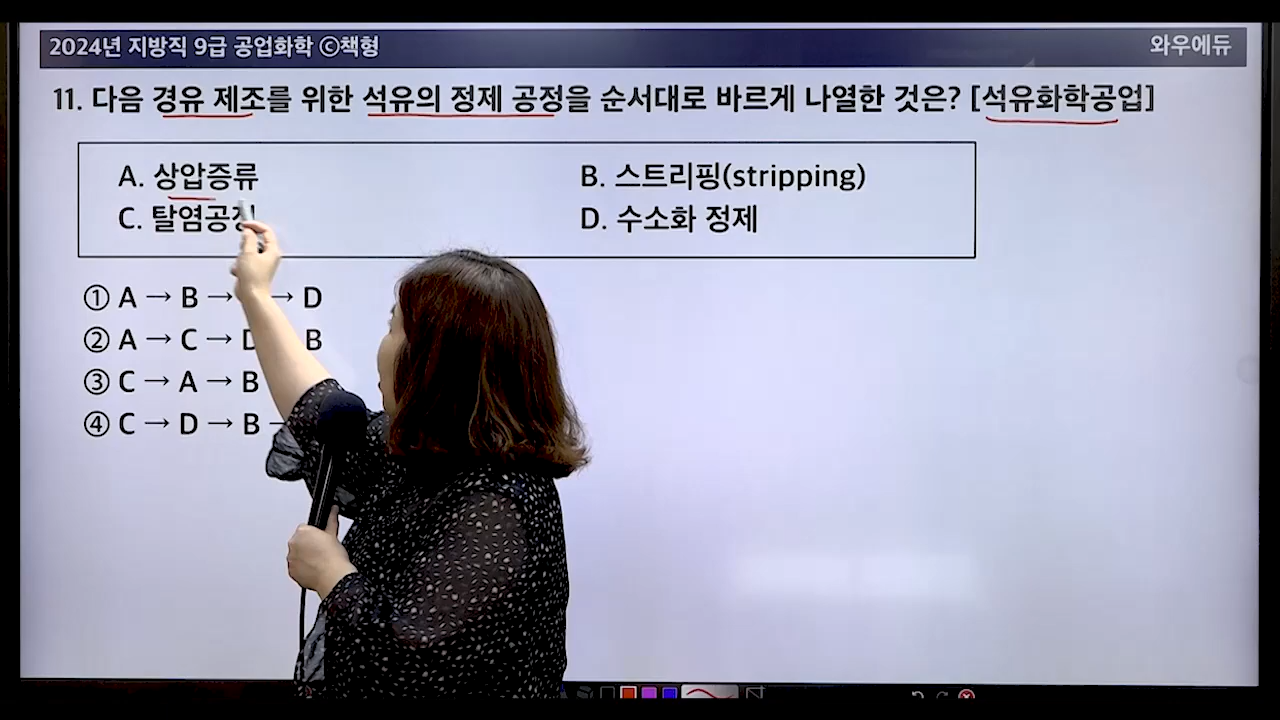 2024년 지방직 9급 공업화학 ⓒ책형
와우에듀
11. 다음 경유 제조를 위한 석유의 정제 공정을 순서대로 바르게 나열한 것은? [석유화학공업]
A. 상압증류
B. 스트리핑(stripping)
C. 탈염공정
D. 수소화 정제
① A → B → → D
② A → C → D B
③ C → A → B
④ C → D → B →